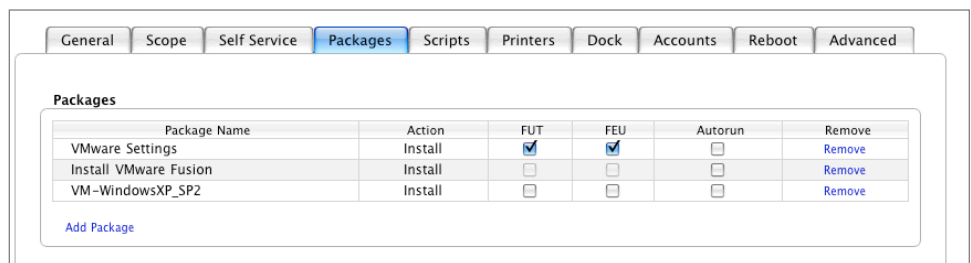 General Scope Self Service Packages Scripts Printers Dock Accounts Reboot Advanced
Packages
Package Name Action FUT FEU Autorun Remove
VMware Settings Install Remove
Install VMware Fusion Install Remove
VM-WindowsXP_SP2 Install Remove
Add Package